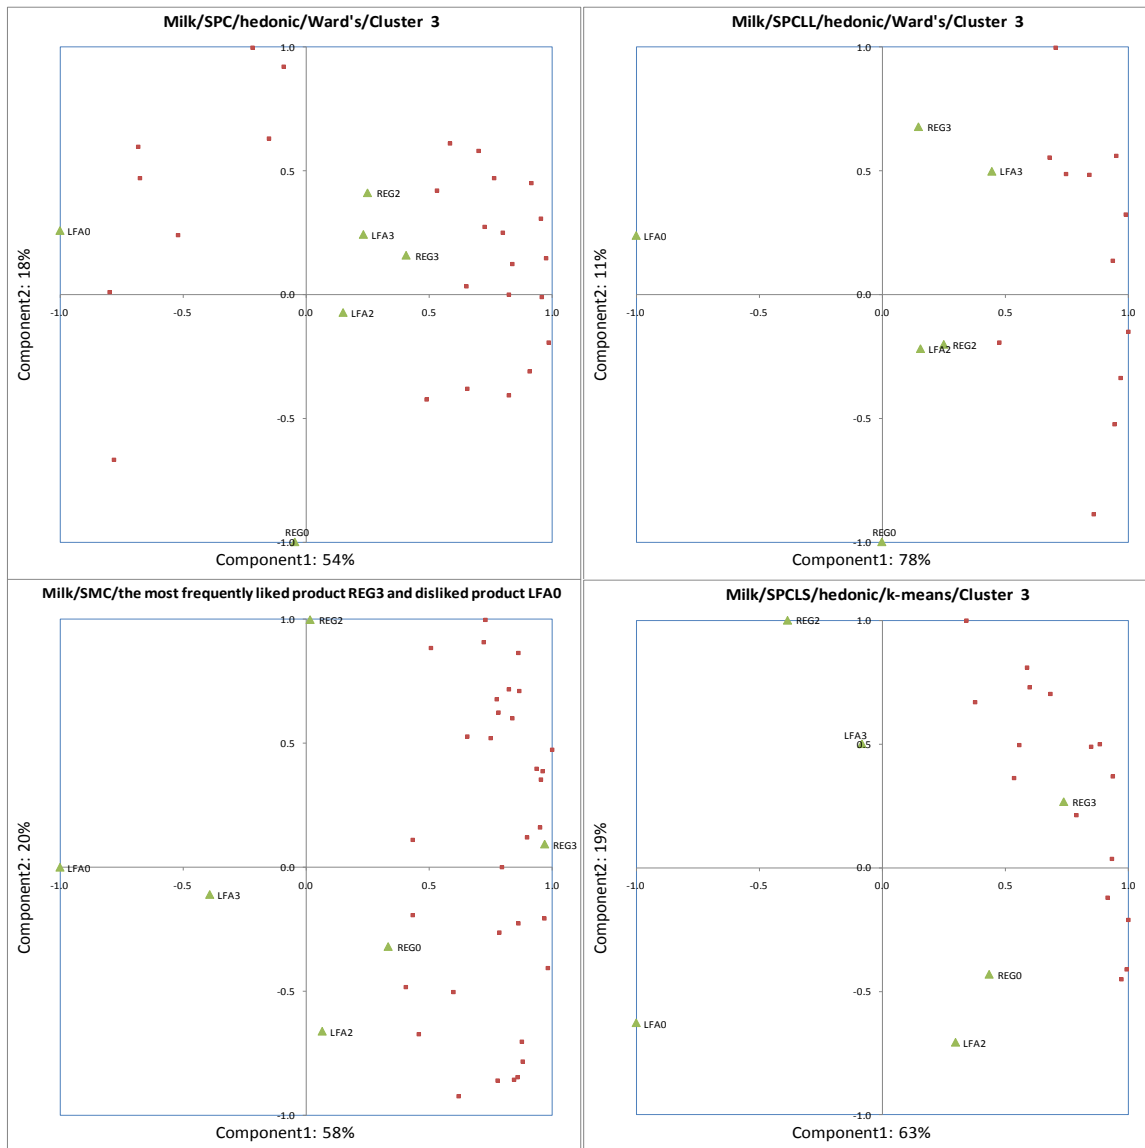 Milk/SPC/hedonic/Ward's/Cluster 3
1.0
0.5
REG2
LFA3
LFA0
REG3
-1.0 -0.5 0.0 0.0 0.5 1.0
LFA2
-0.5
REG0
-1.0
Component2: 18%
Component1: 54%
Milk/SPCLL/hedonic/Ward's/Cluster 3
1.0
REG3
0.5
LFA3
LFA0
-1.0 -0.5 0.0 0.0 0.5 1.0
LFA2 REG2
-0.5
REG0
-1.0
Component2: 11%
Component1: 78%
Milk/SMC/the most frequently liked product REG3 and disliked product LFA0
1.0 REG2
0.5
REG3
LFA0
-1.0 -0.5 0.0 0.0 0.5 1.0
LFA3
REG0
-0.5
LFA2
-1.0
Component2: 20%
Component1: 58%
Milk/SPCLS/hedonic/k-means/Cluster 3
REG2 1.0
LFA3
0.5
REG3
-1.0 -0.5 0.0 0.0 0.5 1.0
REG0
-0.5
LFA0
LFA2
-1.0
Component2: 19%
Component1: 63%